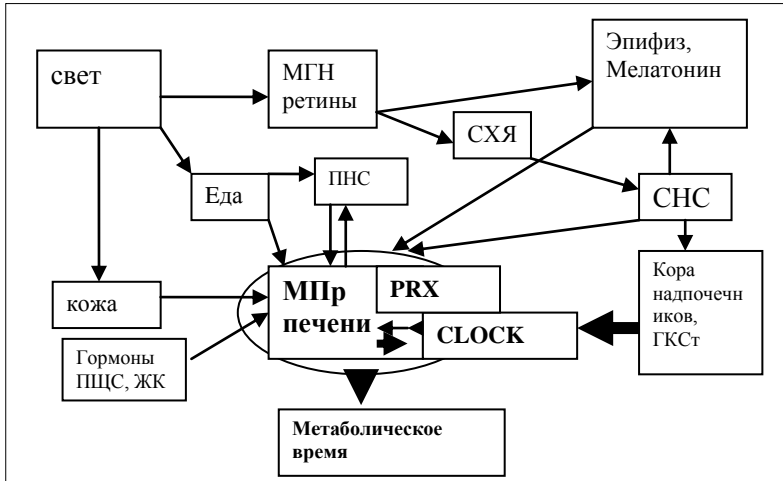 свет
МГН
ретины
Эпифиз,
Мелатонин
СХЯ
Еда
ПНС
СНС
кожа
МПр
печени
PRX
CLOCK
Кора
надпочечн
иков,
ГКСт
Гормоны
ПЩС, ЖК
Метаболическое
время